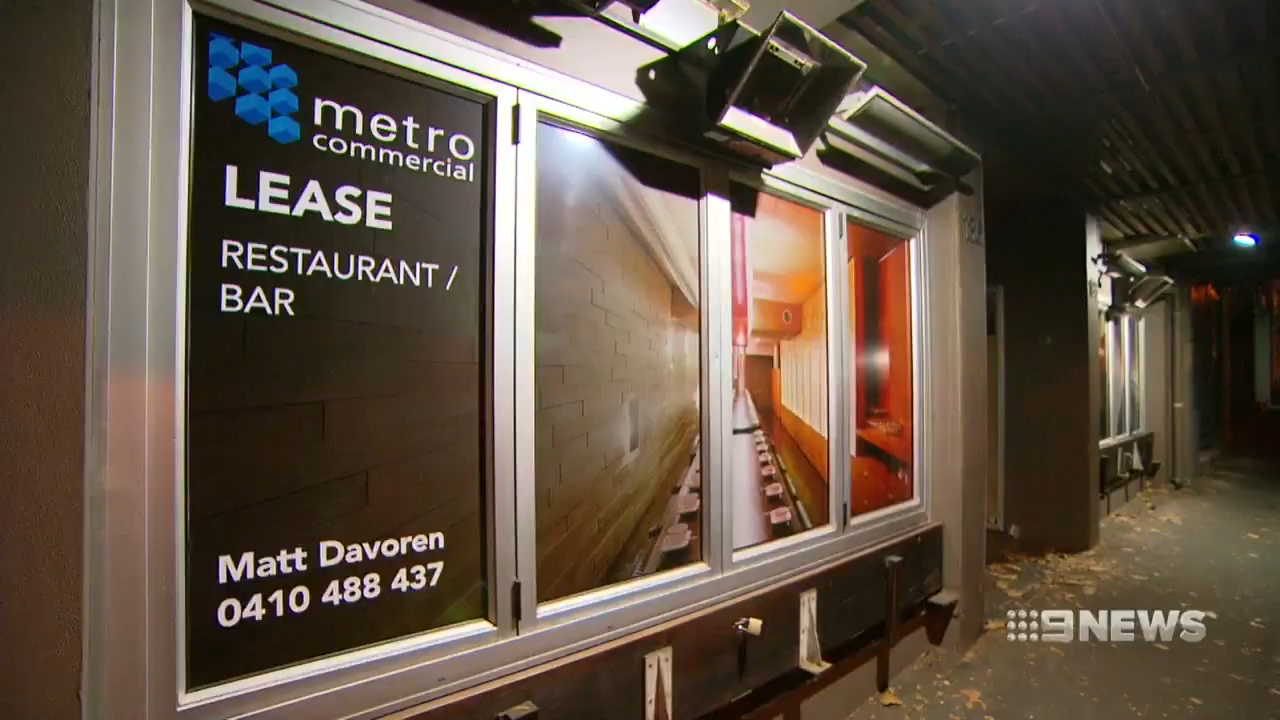 metro
commercial
LEASE
RESTAURANT /
BAR
Matt Davoren
0410 488 437
9NEWS